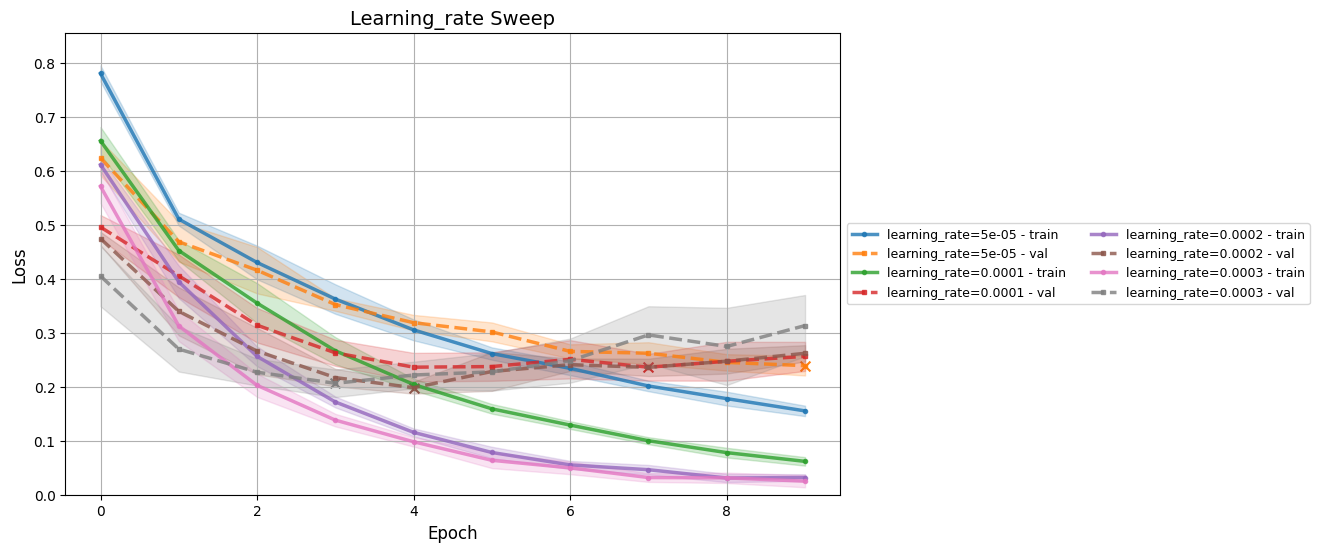 Learning_rate Sweep
Loss
0.8
0.7
0.6
0.5
0.4
0.3
0.2
0.1
0.0
0 2 4 6 8
Epoch
learning_rate=5e-05 - train
learning_rate=5e-05 - val
learning_rate=0.0001 - train
learning_rate=0.0001 - val
learning_rate=0.0002 - train
learning_rate=0.0002 - val
learning_rate=0.0003 - train
learning_rate=0.0003 - val